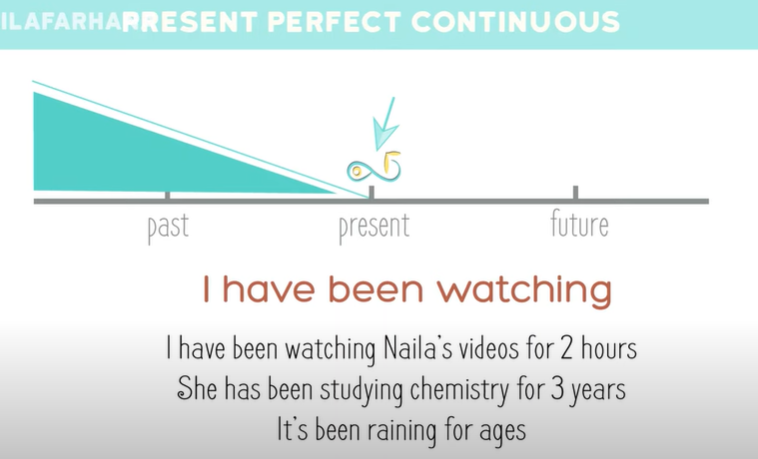 ILAFARHA PRESENT PERFECT CONTINUOUS
past present future
I have been watching
I have been watching Naila's videos for 2 hours
She has been studying chemistry for 3 years
It's been raining for ages